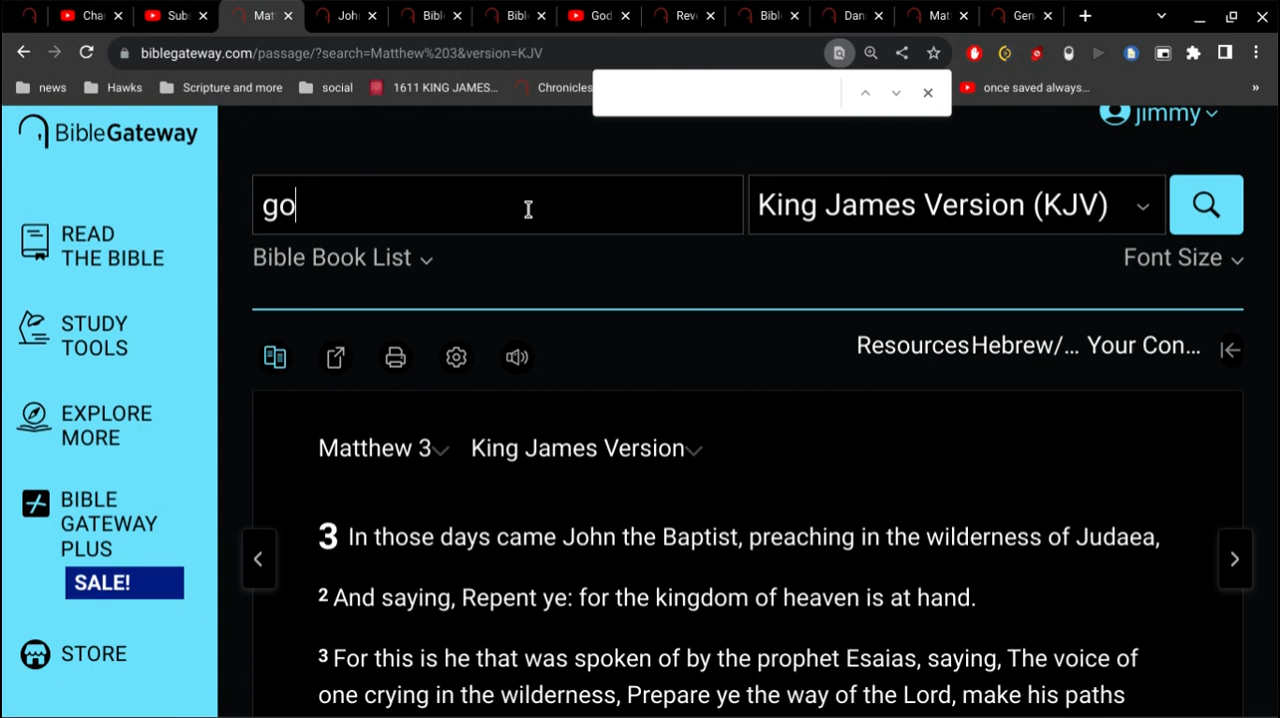 Cha
Sub
Mat
Joh
Bibl
Bibl
God
Reve
Bibl
Dan
Mat
Gen
biblegateway.com/passage/?search=Matthew%203&version=KJV
news
Hawks
Scripture and more
social
1611 KING JAMES...
Chronicles
once saved always...
»
BibleGateway
jimmy
go
King James Version (KJV)
READ
THE BIBLE
Bible Book List
Font Size
STUDY
TOOLS
ResourcesHebrew/... Your Con...
EXPLORE
MORE
Matthew 3
King James Version
BIBLE
GATEWAY
PLUS
SALE!
3 In those days came John the Baptist, preaching in the wilderness of Judaea,
2 And saying, Repent ye: for the kingdom of heaven is at hand.
STORE
3 For this is he that was spoken of by the prophet Esaias, saying, The voice of
one crying in the wilderness, Prepare ye the way of the Lord, make his paths